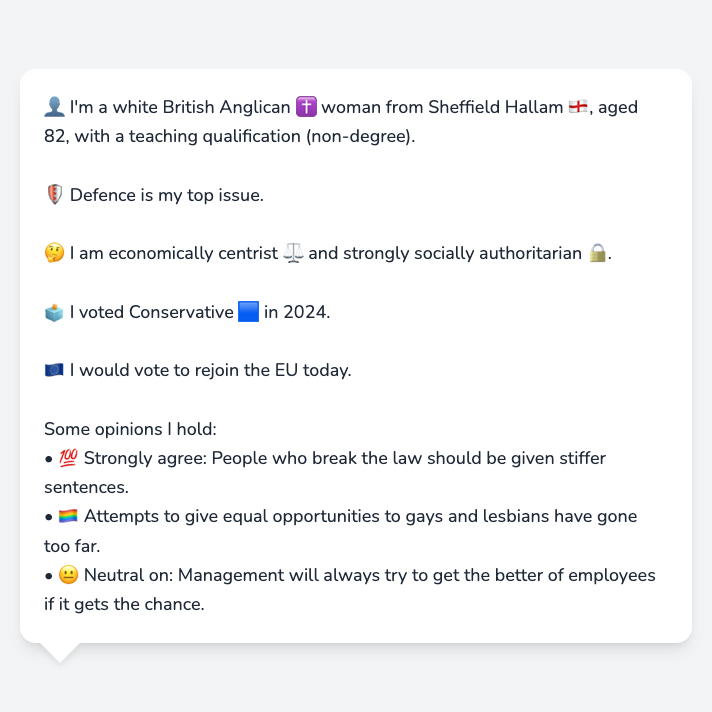 👤 I'm a white British Anglican ✝️ woman from Sheffield Hallam 🏴󠁧󠁢󠁥󠁮󠁧󠁿, aged
82, with a teaching qualification (non-degree).
🛡️ Defence is my top issue.
🤔 I am economically centrist ⚖️ and strongly socially authoritarian 🔒.
🗳️ I voted Conservative 🟦 in 2024.
🇪🇺 I would vote to rejoin the EU today.
Some opinions I hold:
• 💯 Strongly agree: People who break the law should be given stiffer
sentences.
• 🏳️‍🌈 Attempts to give equal opportunities to gays and lesbians have gone
too far.
• 😐 Neutral on: Management will always try to get the better of employees
if it gets the chance.